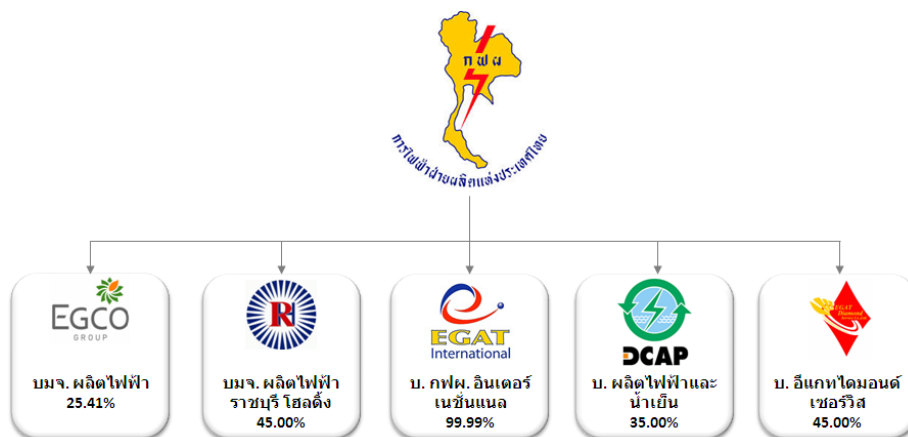 กฟผ
การไฟฟ้าฝ่ายผลิตแห่งประเทศไทย
EGCO
GROUP
บมจ. ผลิตไฟฟ้า
25.41%
R
บมจ. ผลิตไฟฟ้า
ราชบุรี โฮลดิ้ง
45.00%
EGAT
International
บ. กฟผ. อินเตอร์
เนชั่นแนล
99.99%
DCAP
บ. ผลิตไฟฟ้าและ
น้ำเย็น
35.00%
EGAT
Diamond
บ. อีแกทไดมอนด์
เซอร์วิส
45.00%